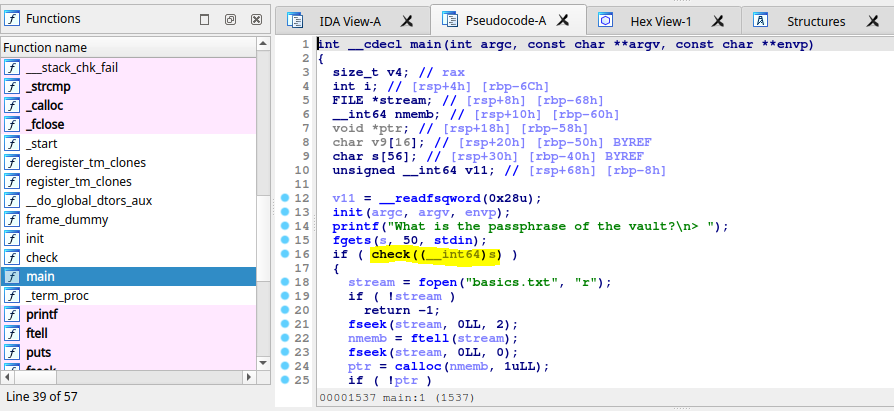 Functions
Function name
___stack_chk_fail
_strcmp
_calloc
_fclose
_start
deregister_tm_clones
register_tm_clones
__do_global_dtors_aux
frame_dummy
init
check
main
_term_proc
printf
ftell
puts
fseek
Line 39 of 57
IDA View-A
Pseudocode-A
Hex View-1
Structures
1 int __cdecl main(int argc, const char **argv, const char **envp)
2 {
3 size_t v4; // rax
4 int i; // [rsp+4h] [rbp-6Ch]
5 FILE *stream; // [rsp+8h] [rbp-68h]
6 __int64 nmemb; // [rsp+10h] [rbp-60h]
7 void *ptr; // [rsp+18h] [rbp-58h]
8 char v9[16]; // [rsp+20h] [rbp-50h] BYREF
9 char s[56]; // [rsp+30h] [rbp-40h] BYREF
10 unsigned __int64 v11; // [rsp+68h] [rbp-8h]
11
12 v11 = __readfsqword(0x28u);
13 init(argc, argv, envp);
14 printf("What is the passphrase of the vault?\n> ");
15 fgets(s, 50, stdin);
16 if ( check((__int64)s) )
17 {
18 stream = fopen("basics.txt", "r");
19 if ( !stream )
20 return -1;
21 fseek(stream, 0LL, 2);
22 nmemb = ftell(stream);
23 fseek(stream, 0LL, 0);
24 ptr = calloc(nmemb, 1uLL);
25 if ( !ptr )
00001537 main:1 (1537)